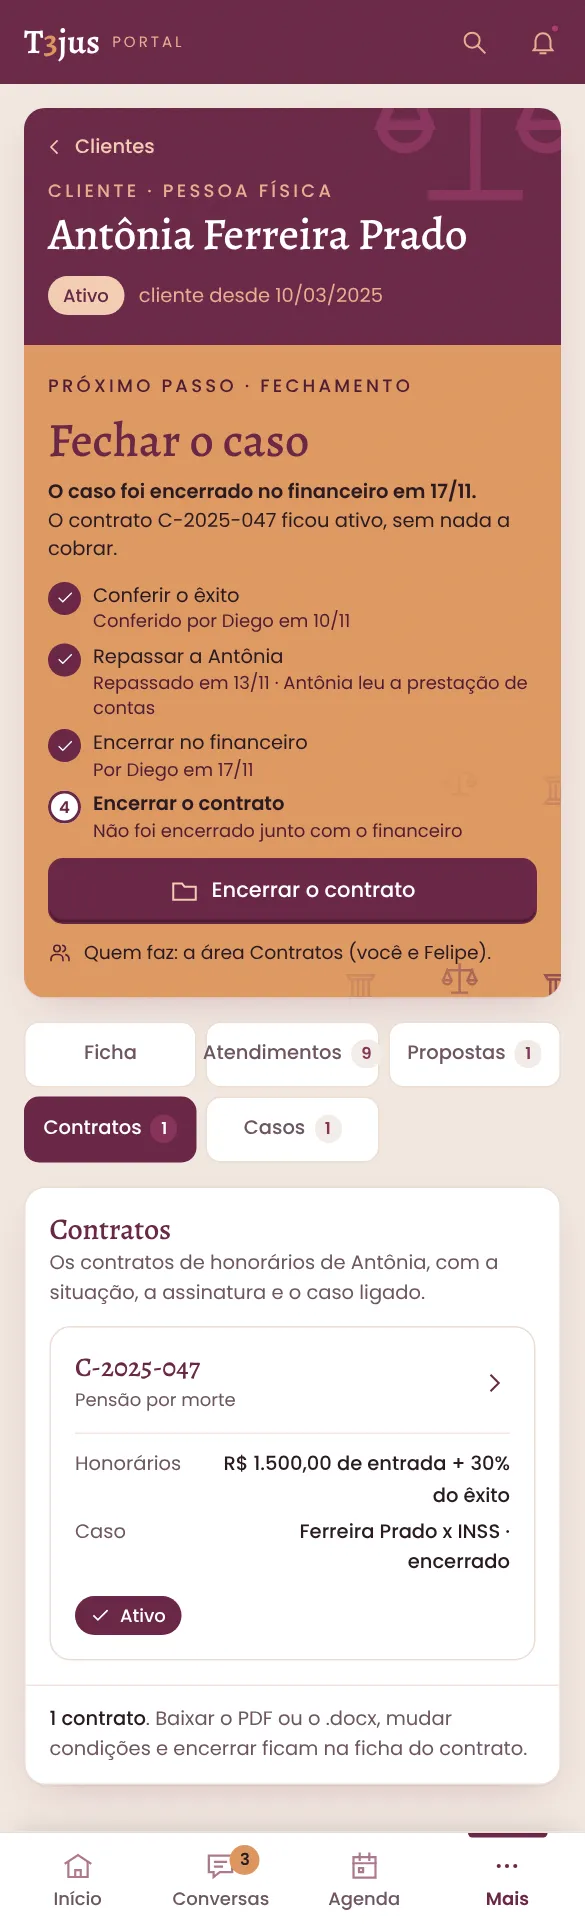 T3jus PORTAL
Clientes
CLIENTE · PESSOA FÍSICA
Antônia Ferreira Prado
Ativo cliente desde 10/03/2025
PRÓXIMO PASSO · FECHAMENTO
Fechar o caso
O caso foi encerrado no financeiro em 17/11.
O contrato C-2025-047 ficou ativo, sem nada a
cobrar.
Conferir o êxito
Conferido por Diego em 10/11
Repassar a Antônia
Repassado em 13/11 · Antônia leu a prestação de
contas
Encerrar no financeiro
Por Diego em 17/11
4 Encerrar o contrato
Não foi encerrado junto com o financeiro
Encerrar o contrato
Quem faz: a área Contratos (você e Felipe).
Ficha Atendimentos 9 Propostas 1
Contratos 1 Casos 1
Contratos
Os contratos de honorários de Antônia, com a
situação, a assinatura e o caso ligado.
C-2025-047
Pensão por morte
Honorários R$ 1.500,00 de entrada + 30%
do êxito
Caso Ferreira Prado x INSS ·
encerrado
Ativo
1 contrato. Baixar o PDF ou o .docx, mudar
condições e encerrar ficam na ficha do contrato.
3
Início Conversas Agenda Mais